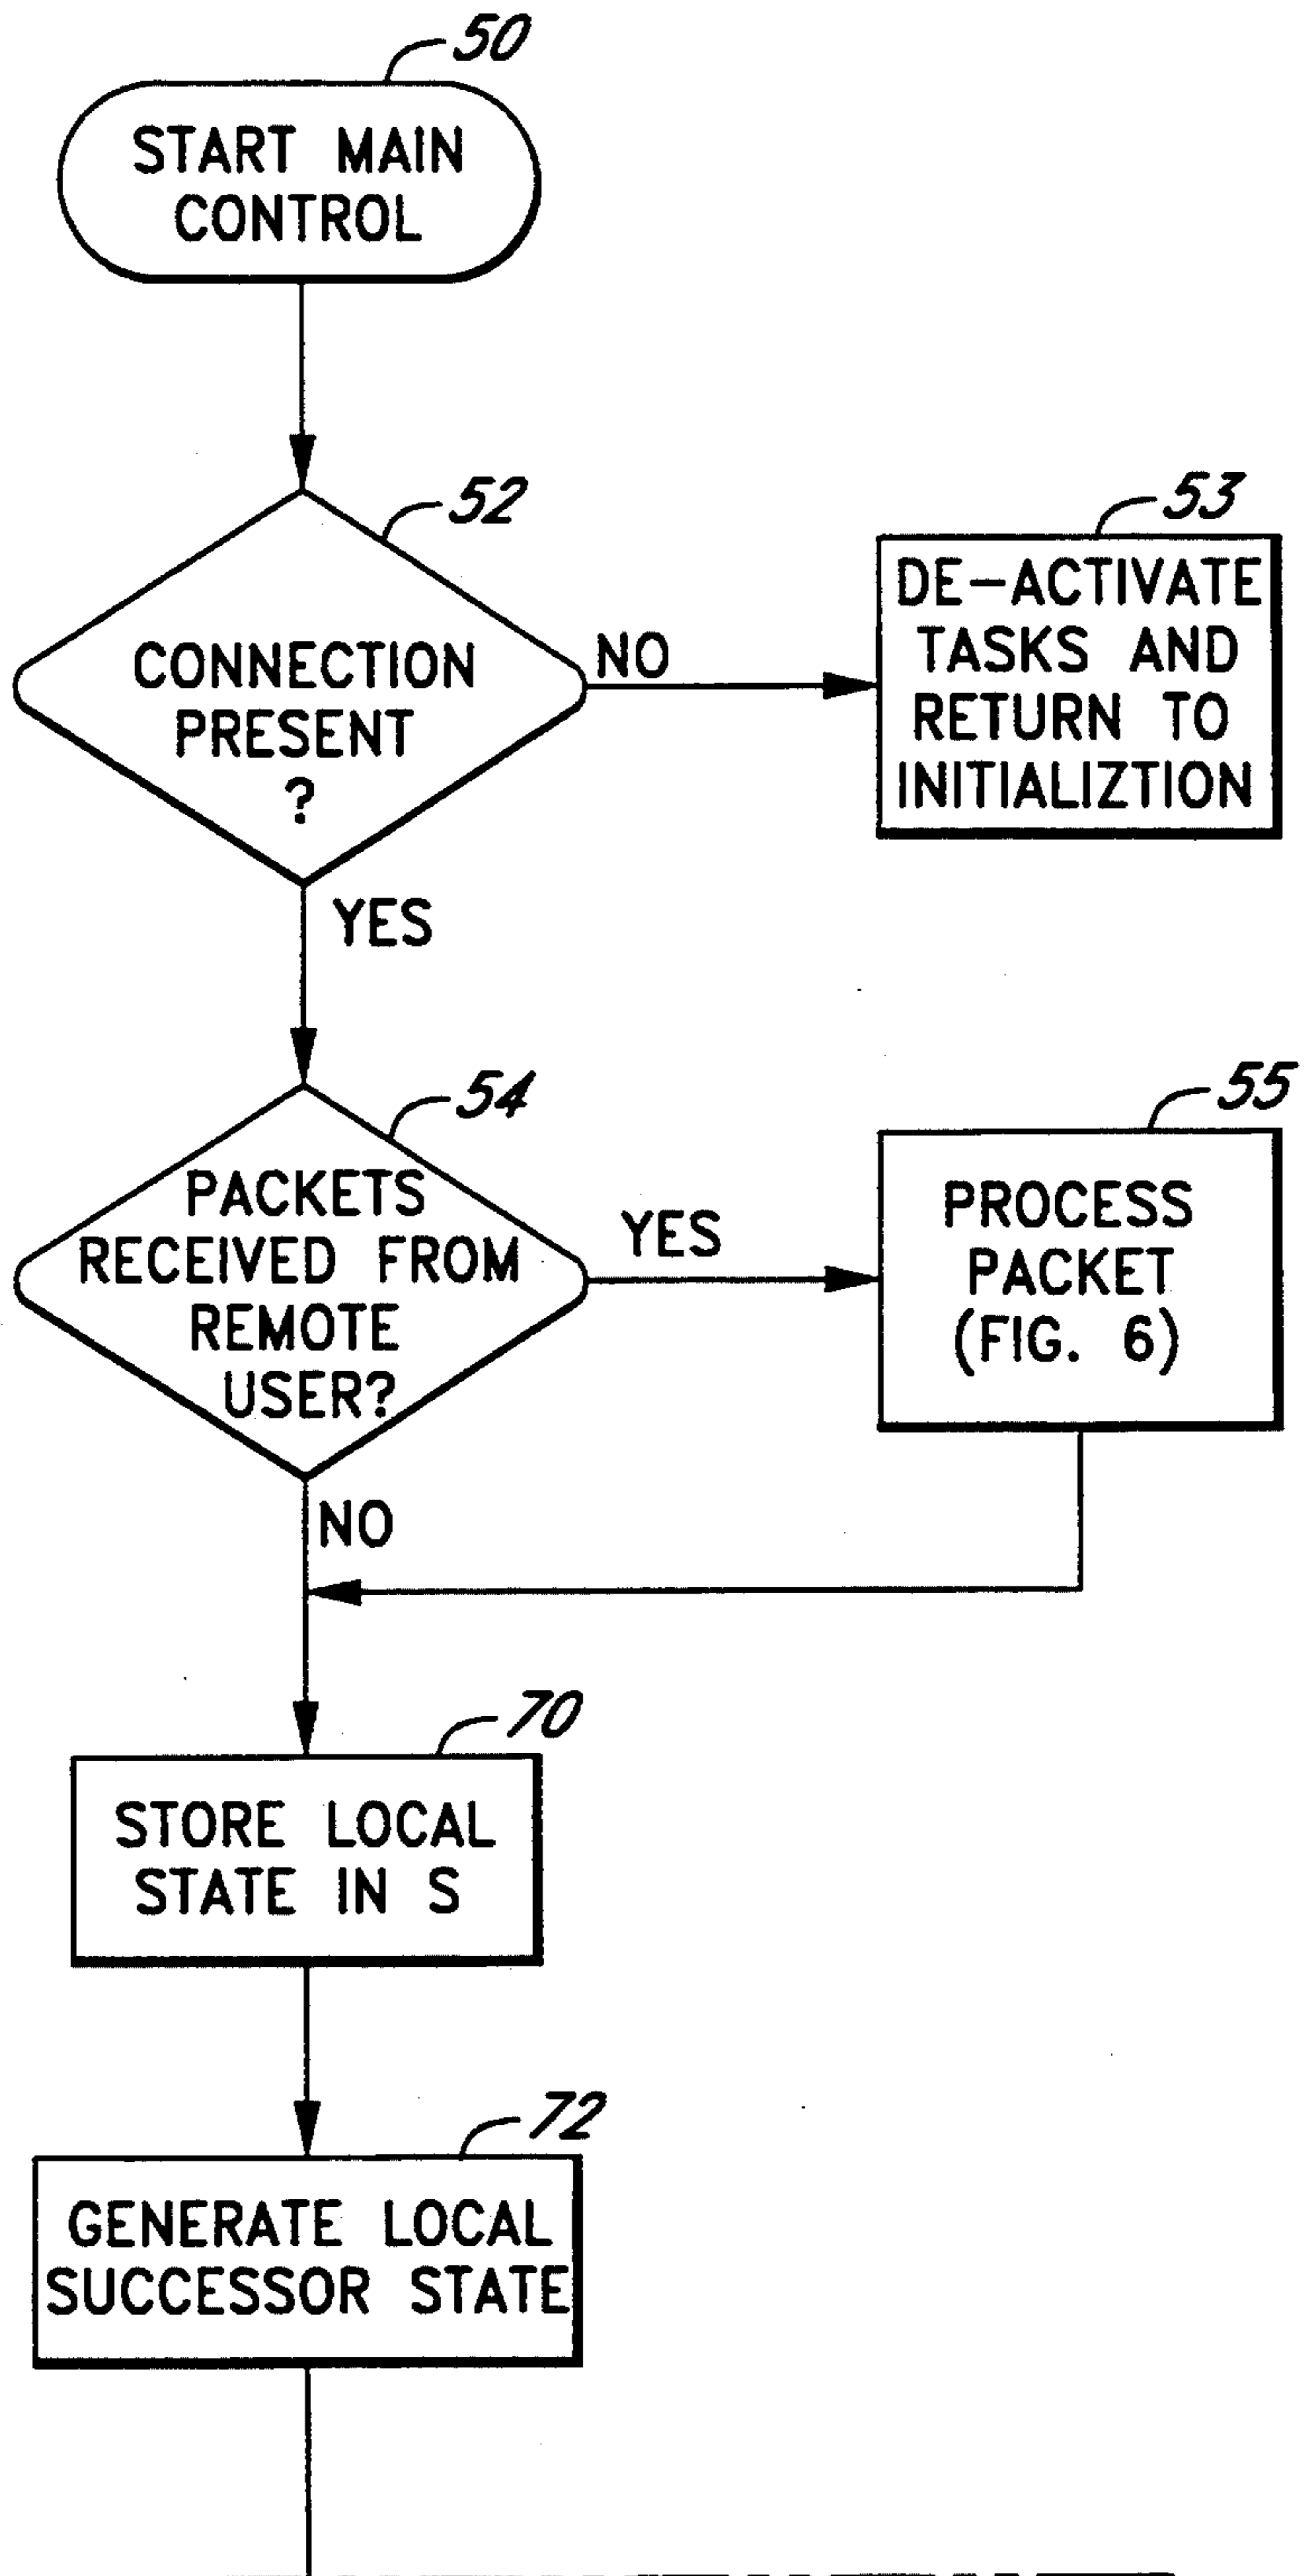 50
START MAIN
CONTROL
52
CONNECTION
PRESENT
?
NO
53
DE-ACTIVATE
TASKS AND
RETURN TO
INITIALIZTION
YES
54
PACKETS
RECEIVED FROM
REMOTE
USER?
YES
55
PROCESS
PACKET
(FIG. 6)
NO
70
STORE LOCAL
STATE IN S
72
GENERATE LOCAL
SUCCESSOR STATE